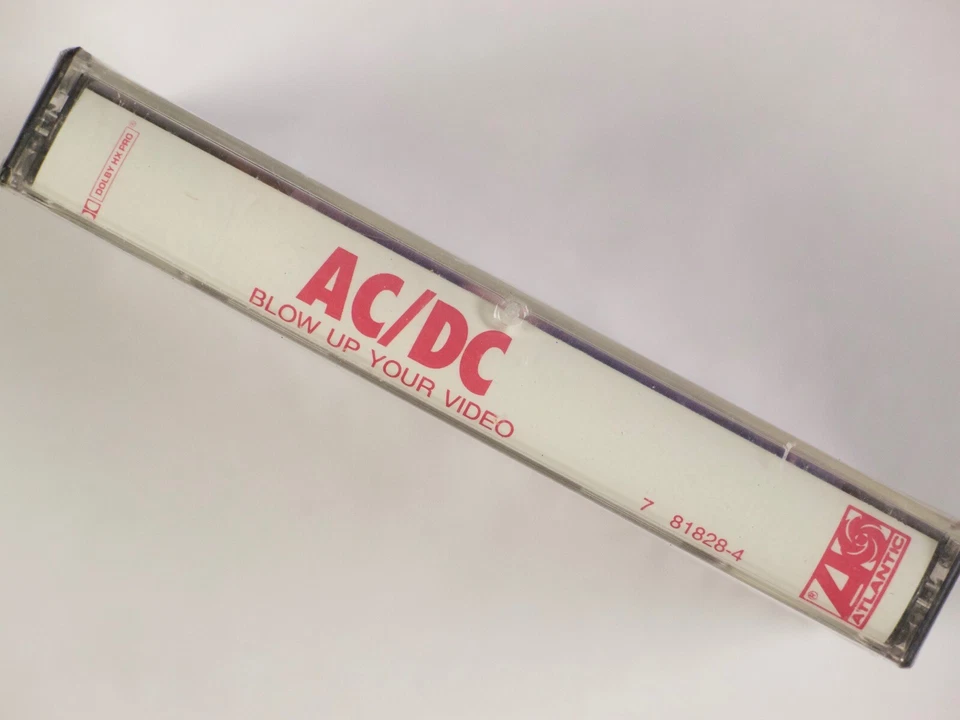 DOLBY HX PRO
AC/DC
BLOW UP YOUR VIDEO
7 81828-4
ATLANTIC